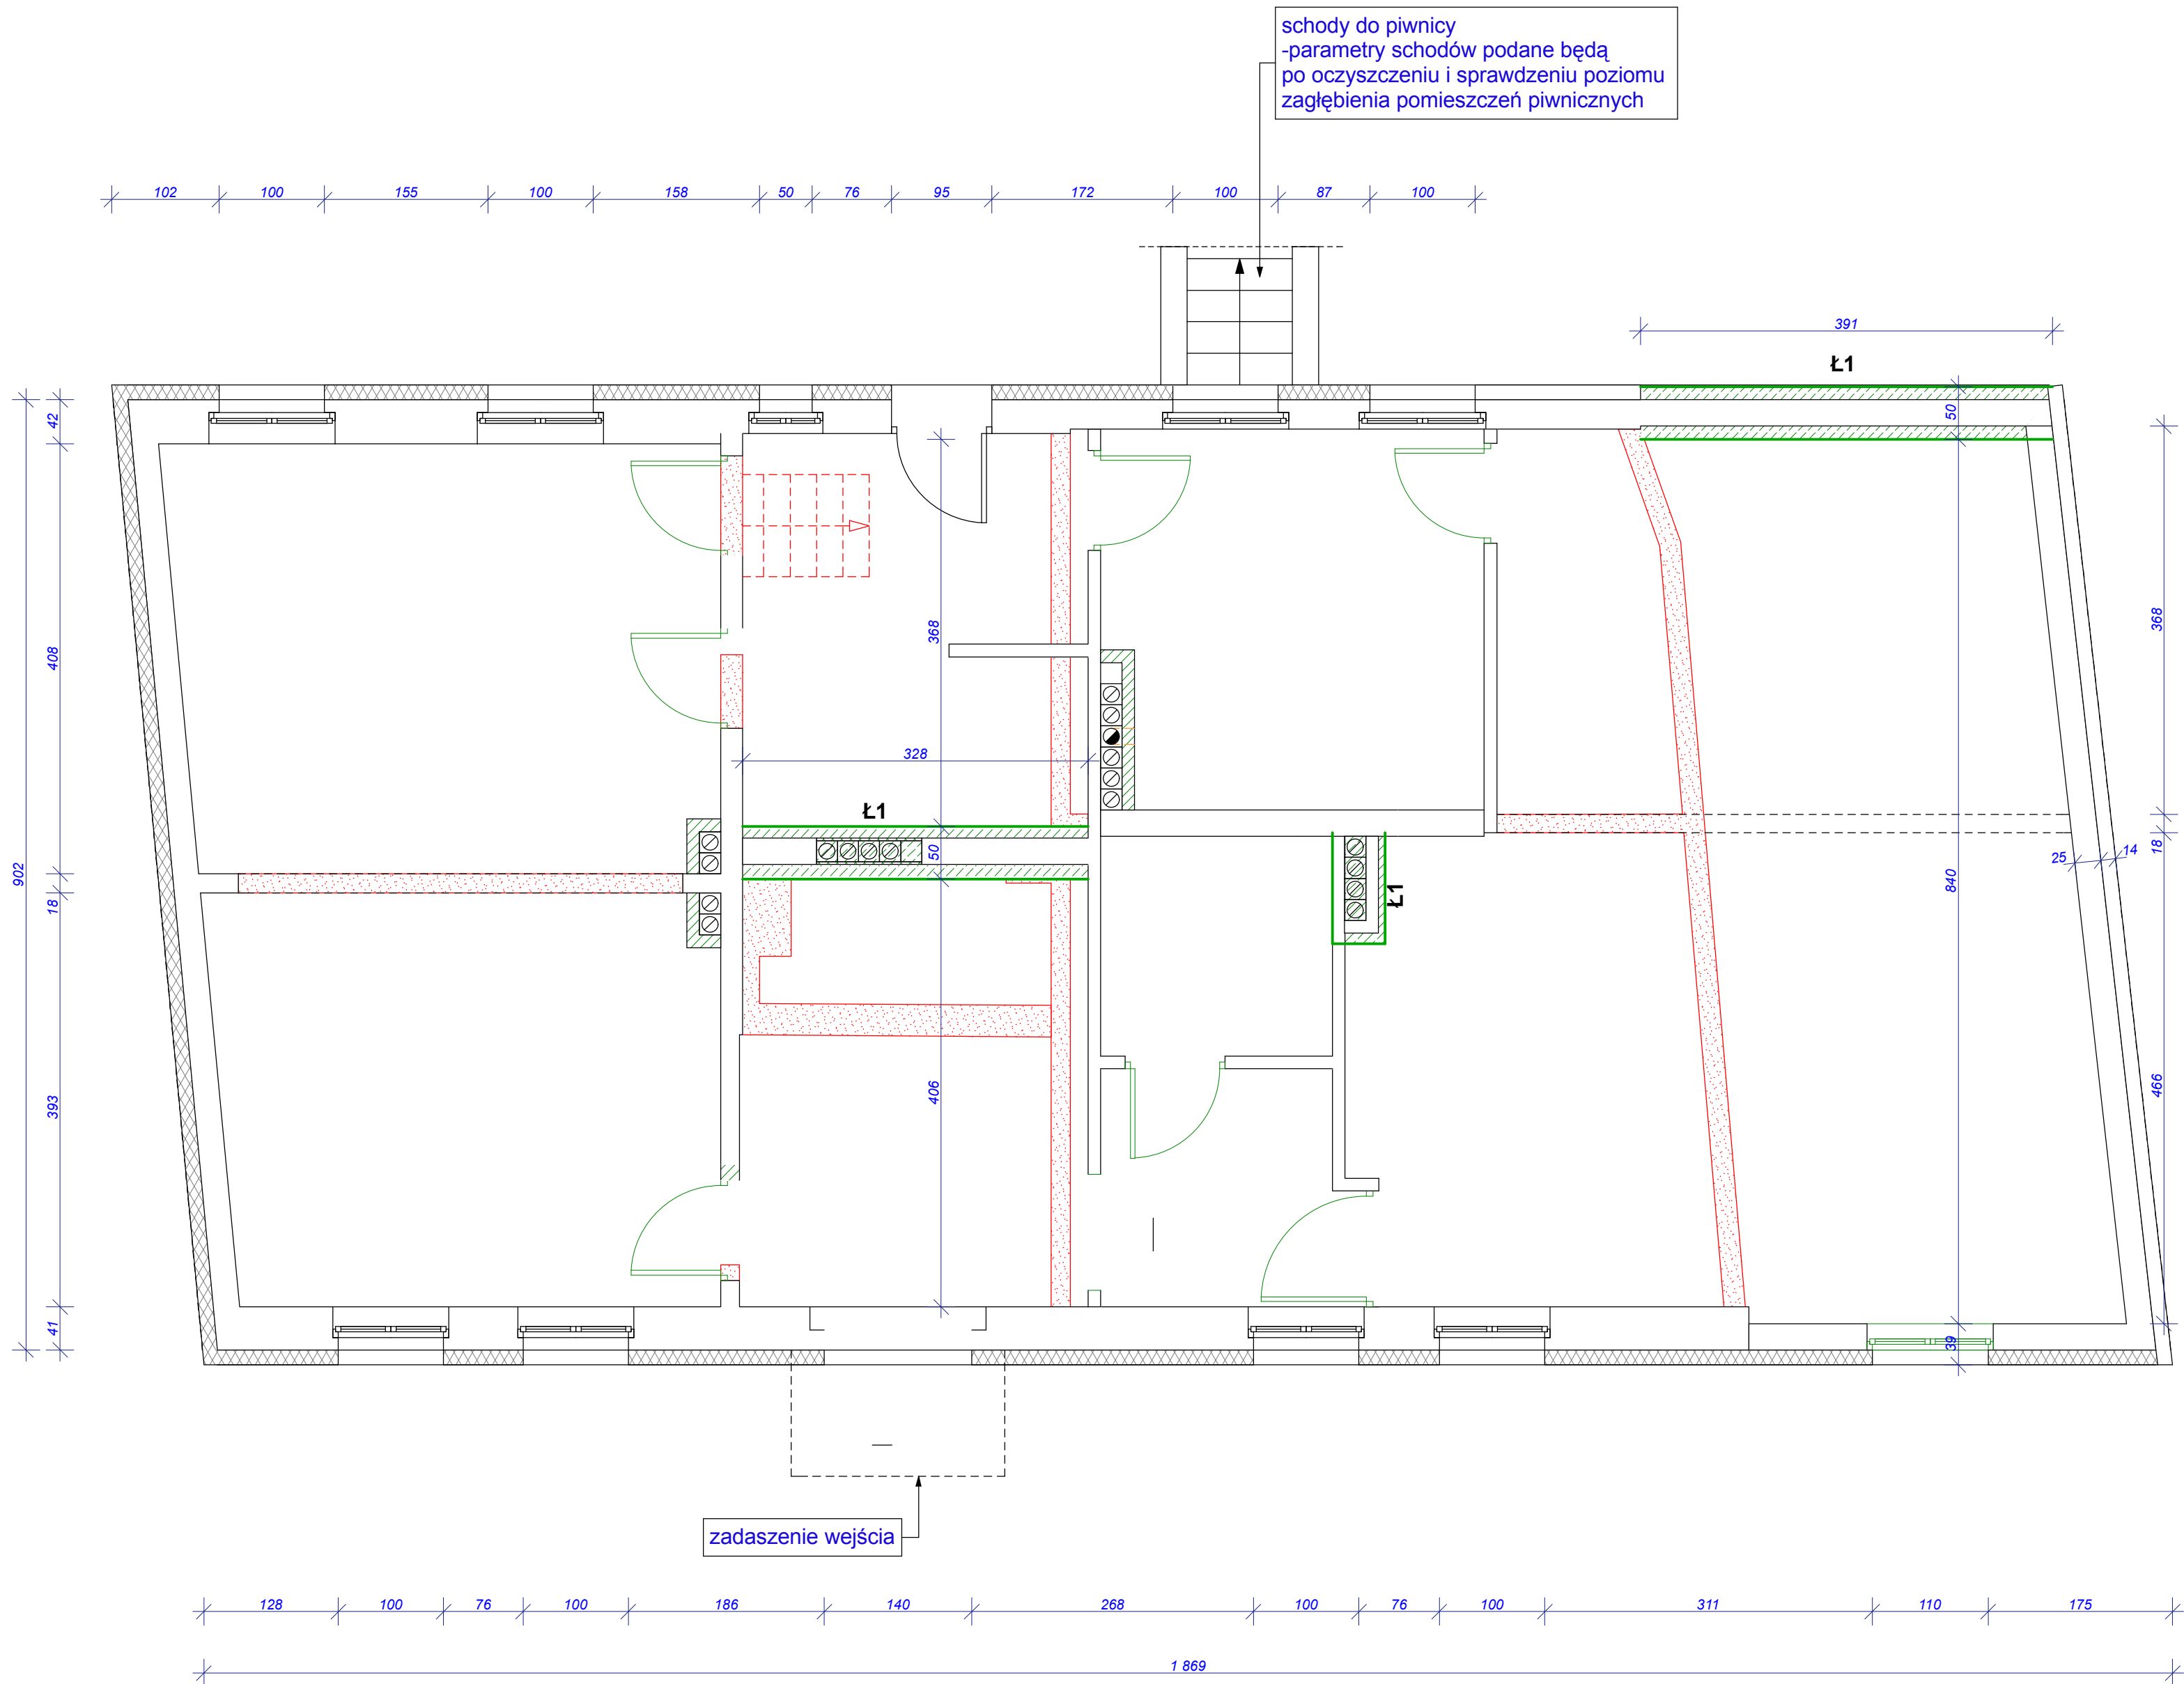 schody do piwnicy
-parametry schodów podane będą
po oczyszczeniu i sprawdzeniu poziomu
zagłębienia pomieszczeń piwnicznych
102 100 155 100 158 50 76 95 172 100 87 100
391
Ł1
42
50
408
368
368
328
Ł1
50
902
18
Ł1
840
25
14
18
393
406
466
41
39
zadaszenie wejścia
128 100 76 100 186 140 268 100 76 100 311 110 175
1 869